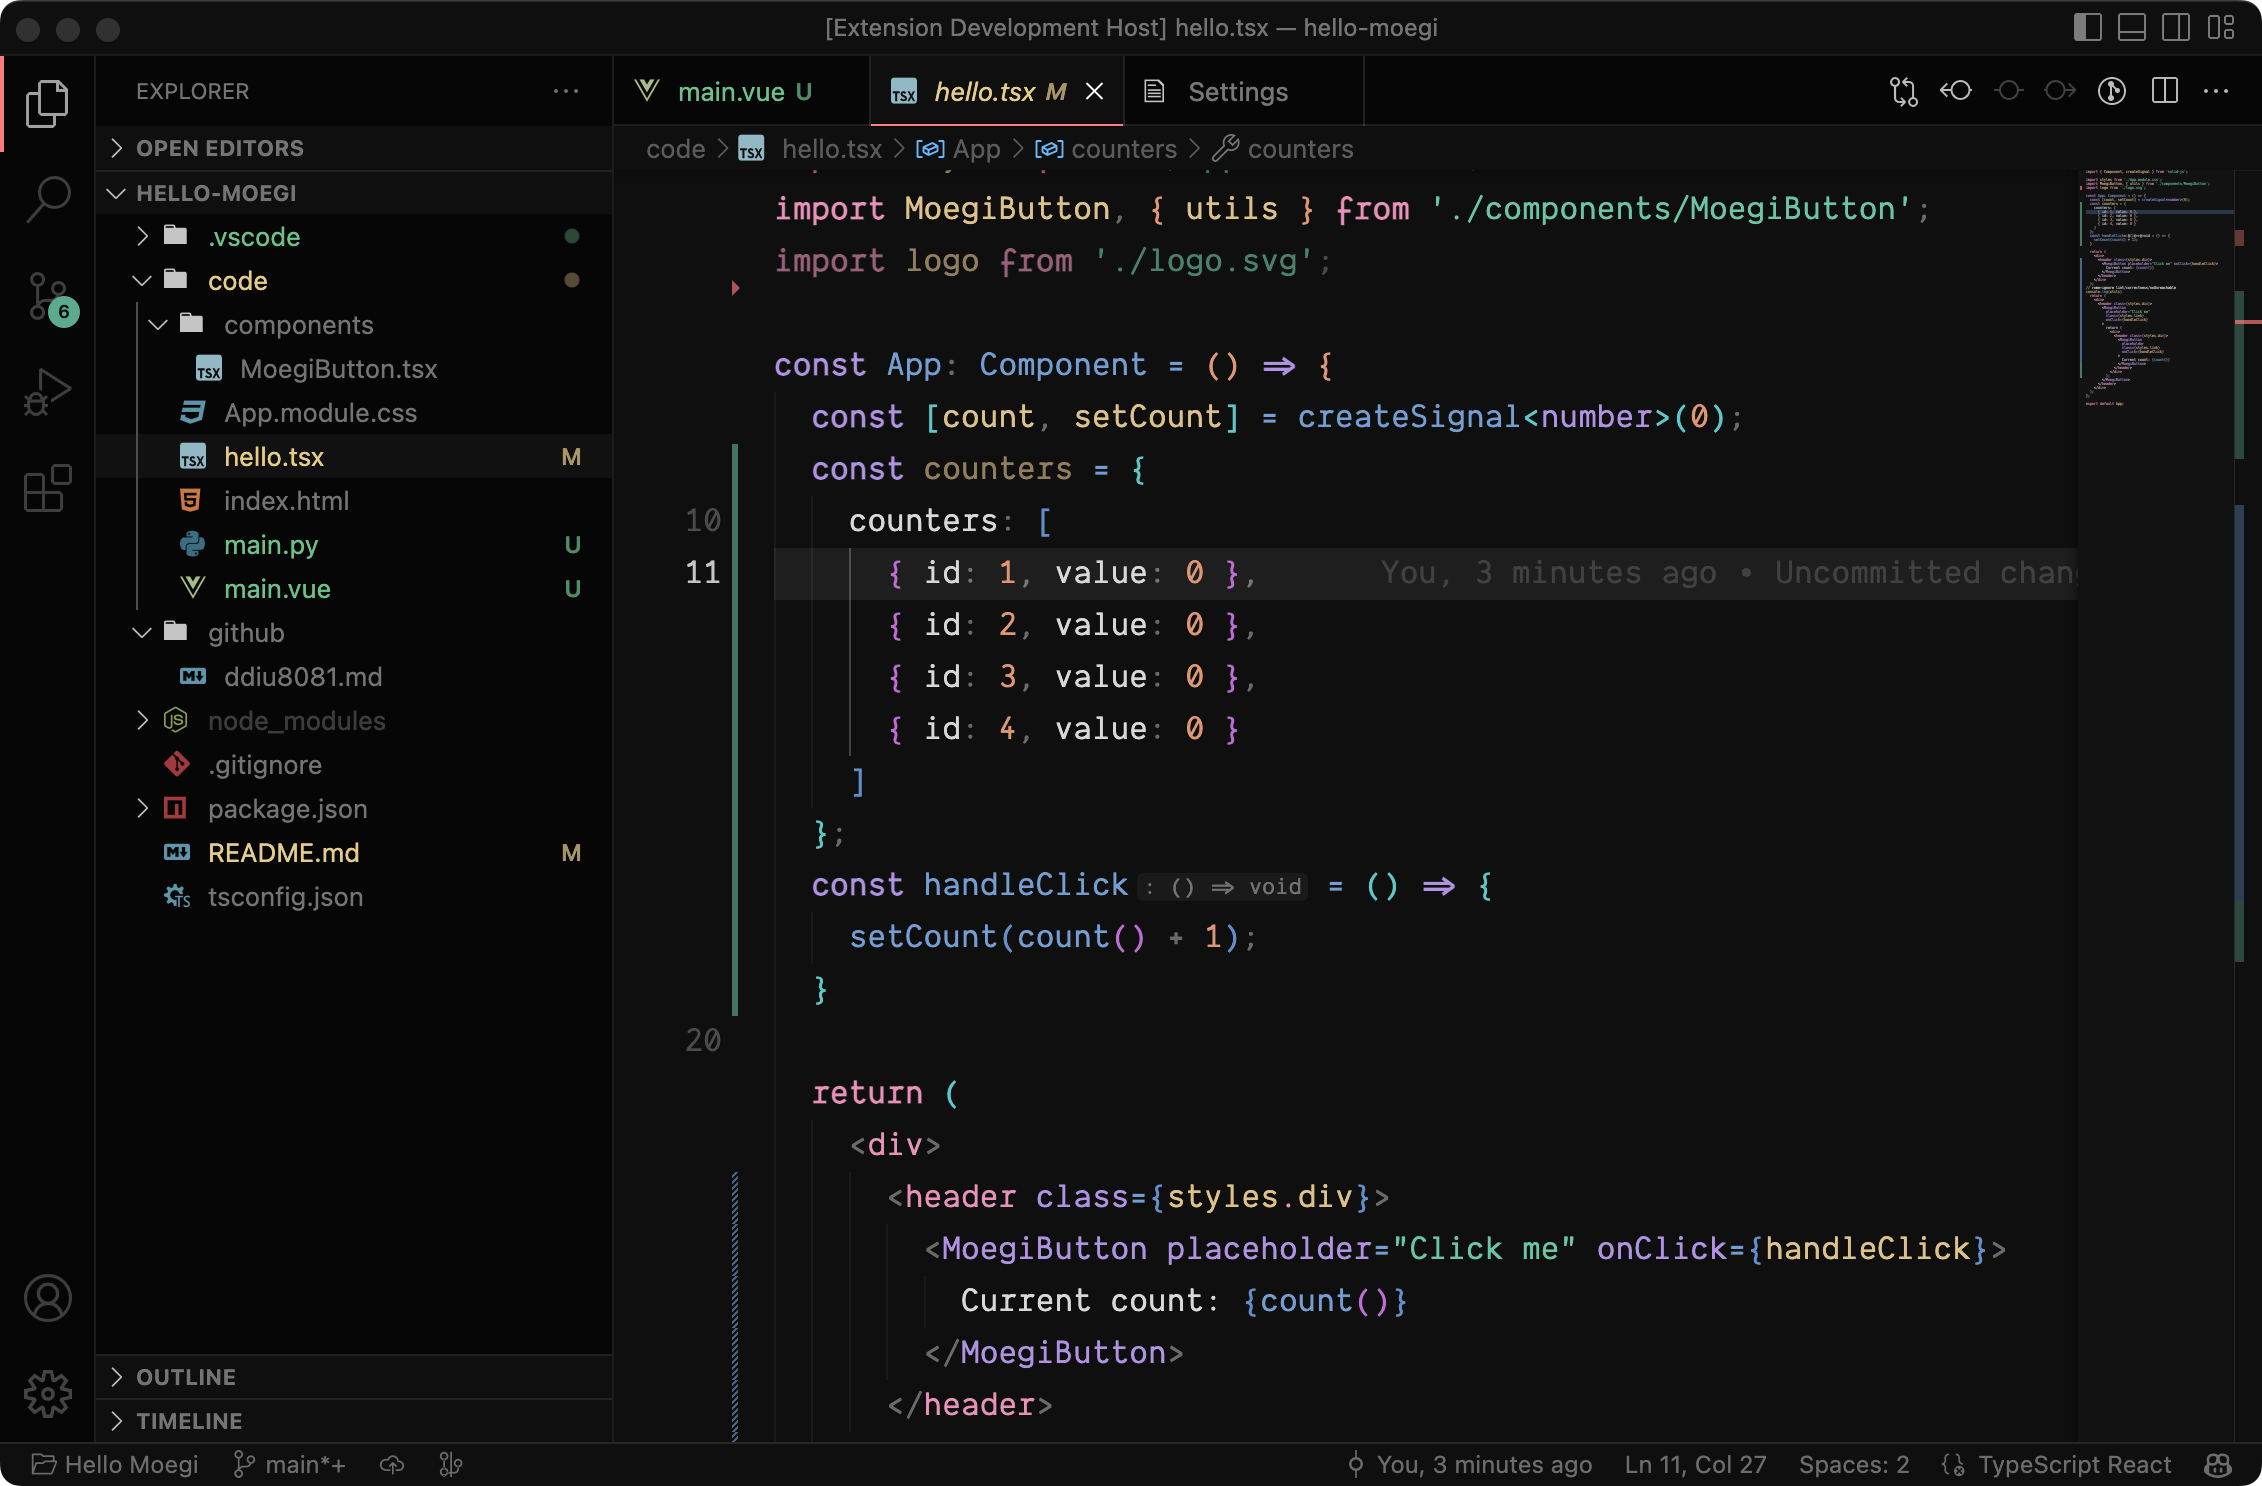 [Extension Development Host] hello.tsx — hello-moegi
EXPLORER
OPEN EDITORS
HELLO-MOEGI
.vscode
code
components
MoegiButton.tsx
App.module.css
hello.tsx M
index.html
main.py U
main.vue U
github
ddiu8081.md
node_modules
.gitignore
package.json
README.md M
tsconfig.json
OUTLINE
TIMELINE
6
main.vue U
hello.tsx M
Settings
code > hello.tsx > App > counters > counters
import MoegiButton, { utils } from './components/MoegiButton';
import logo from './logo.svg';
const App: Component = () => {
const [count, setCount] = createSignal<number>(0);
const counters = {
10 counters: [
11 { id: 1, value: 0 }, You, 3 minutes ago • Uncommitted
{ id: 2, value: 0 },
{ id: 3, value: 0 },
{ id: 4, value: 0 }
]
};
const handleClick : () => void = () => {
setCount(count() + 1);
}
20
return (
<div>
<header class={styles.div}>
<MoegiButton placeholder="Click me" onClick={handleClick}>
Current count: {count()}
</MoegiButton>
</header>
Hello Moegi main*+ You, 3 minutes ago Ln 11, Col 27 Spaces: 2 TypeScript React